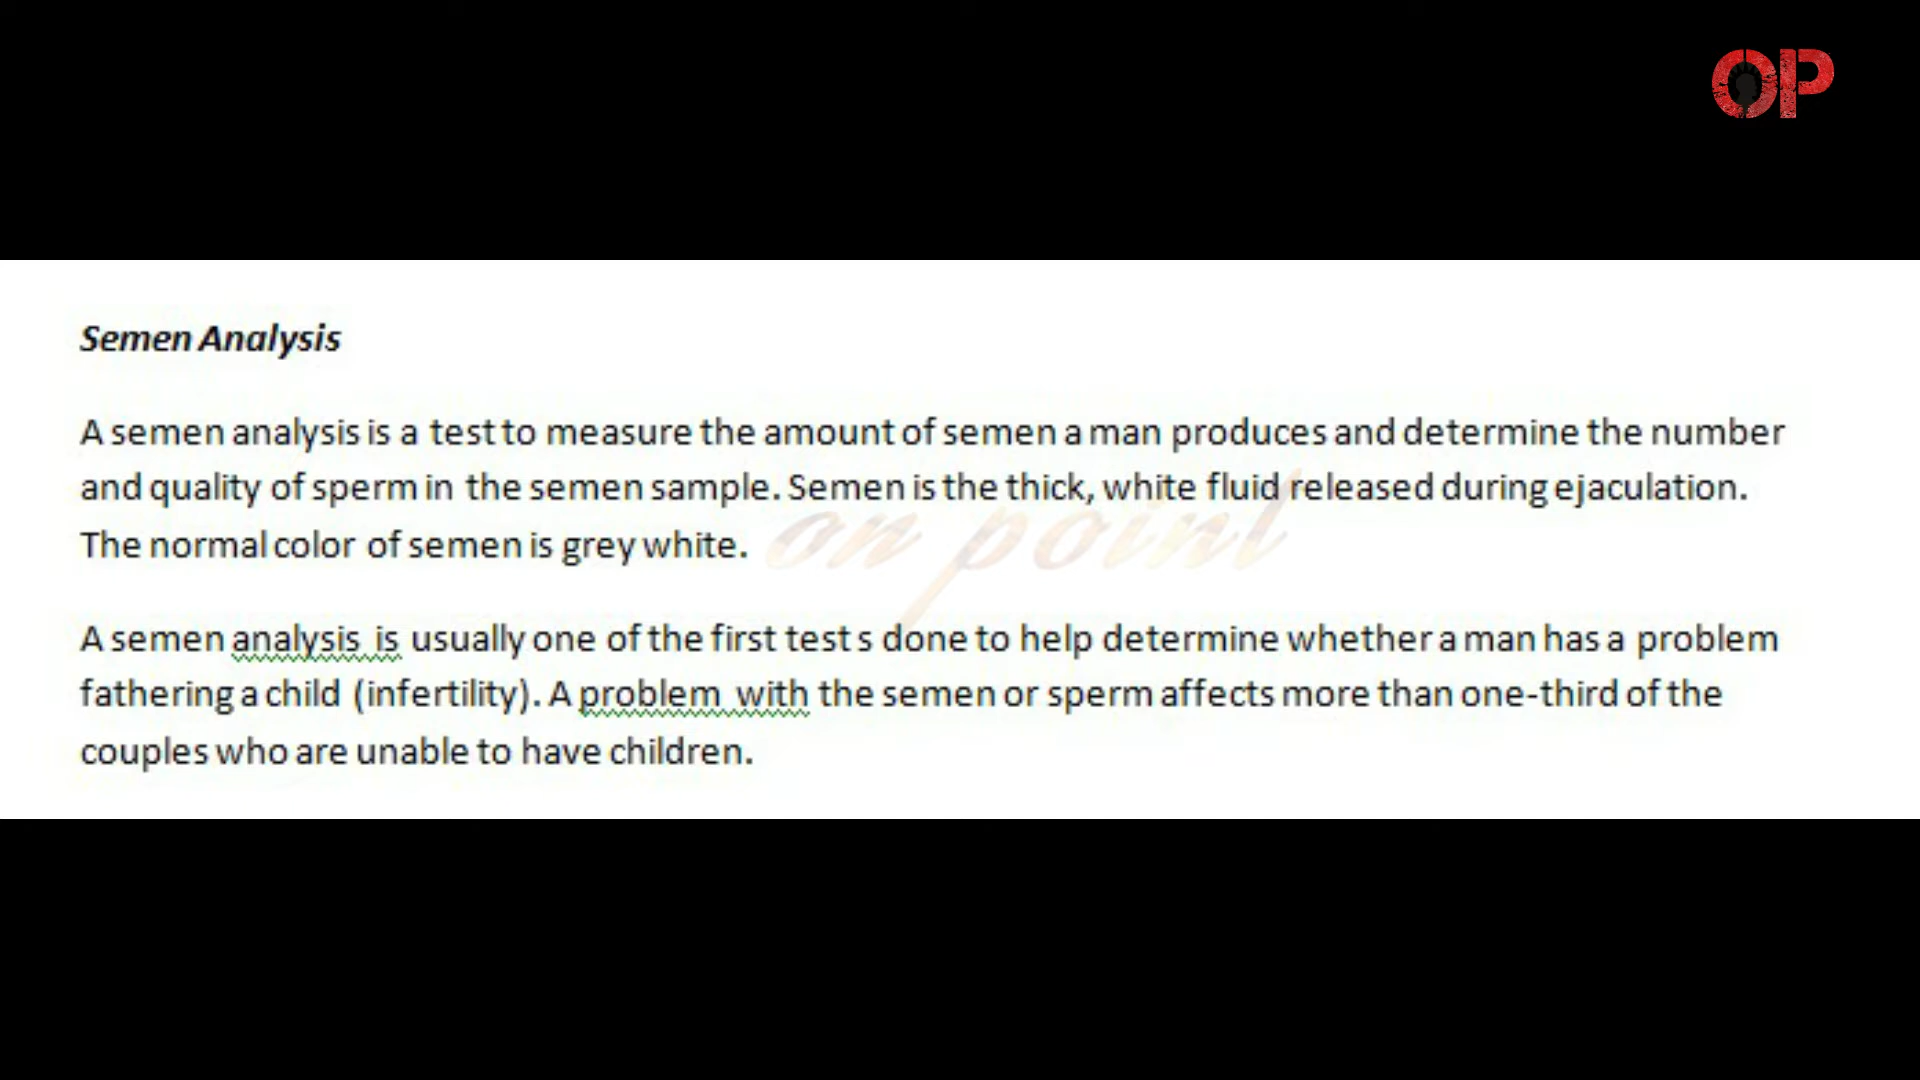 OP
Semen Analysis
A semen analysis is a test to measure the amount of semen a man produces and determine the number
and quality of sperm in the semen sample. Semen is the thick, white fluid released during ejaculation.
The normal color of semen is grey white.
on point
A semen analysis is usually one of the first test s done to help determine whether a man has a problem
fathering a child (infertility). A problem with the semen or sperm affects more than one-third of the
couples who are unable to have children.